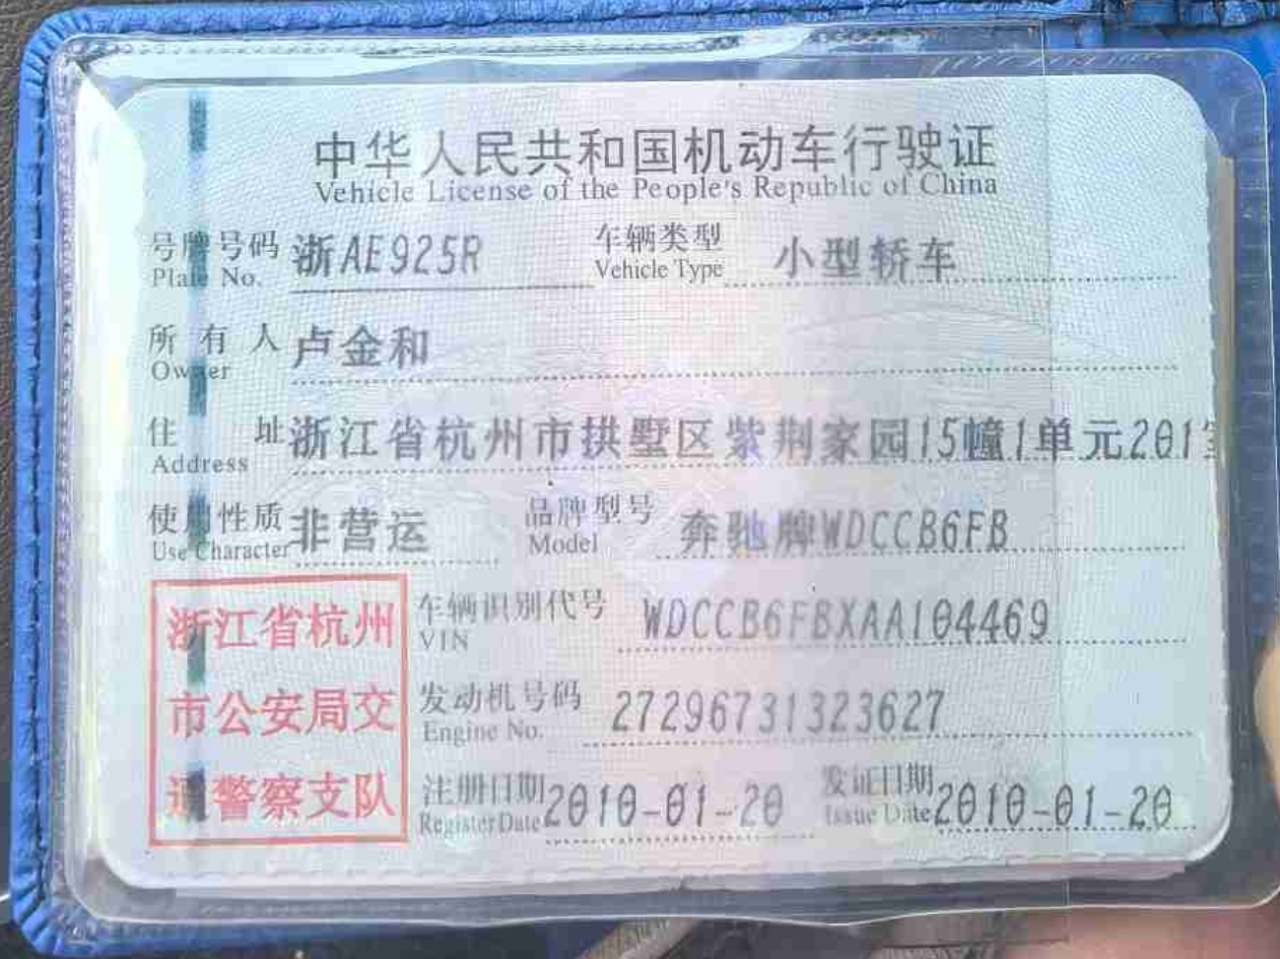 中华人民共和国机动车行驶证
Vehicle License of the People's Republic of China
号牌号码 浙AE925R 车辆类型 小型轿车
Plate No. Vehicle Type
所有人 卢金和
Owner
住址 浙江省杭州市拱墅区紫荆家园15幢1单元201室
Address
使用性质 非营运 品牌型号 奔驰牌WDCCB6FB
Use Character Model
浙江省杭州
市公安局交
通警察支队
车辆识别代号 WDCCB6FBXAA104469
VIN
发动机号码 27296731323627
Engine No.
注册日期 2010-01-20 发证日期 2010-01-20
Register Date Issue Date